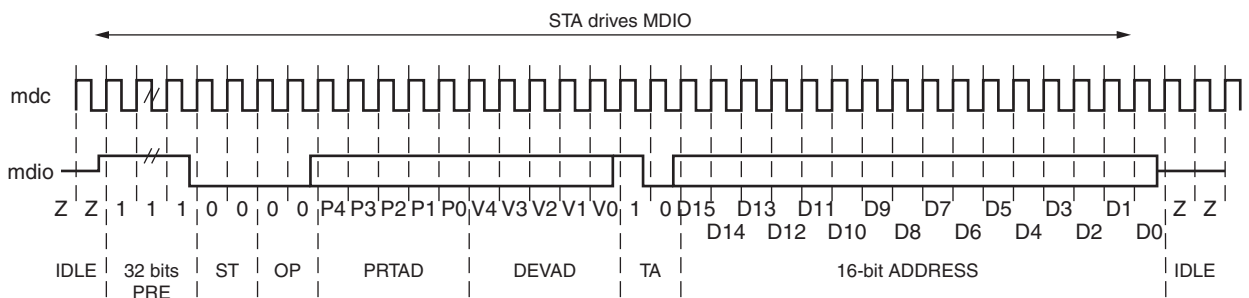 STA drives MDIO
mdc
mdio
Z Z 1 1 1 0 0 0 0 P4 P3 P2 P1 P0 V4 V3 V2 V1 V0 1 0 D15 D13 D11 D9 D7 D5 D3 D1 Z Z
D14 D12 D10 D8 D6 D4 D2 D0
IDLE 32 bits ST OP PRTAD DEVAD TA 16-bit ADDRESS IDLE
PRE